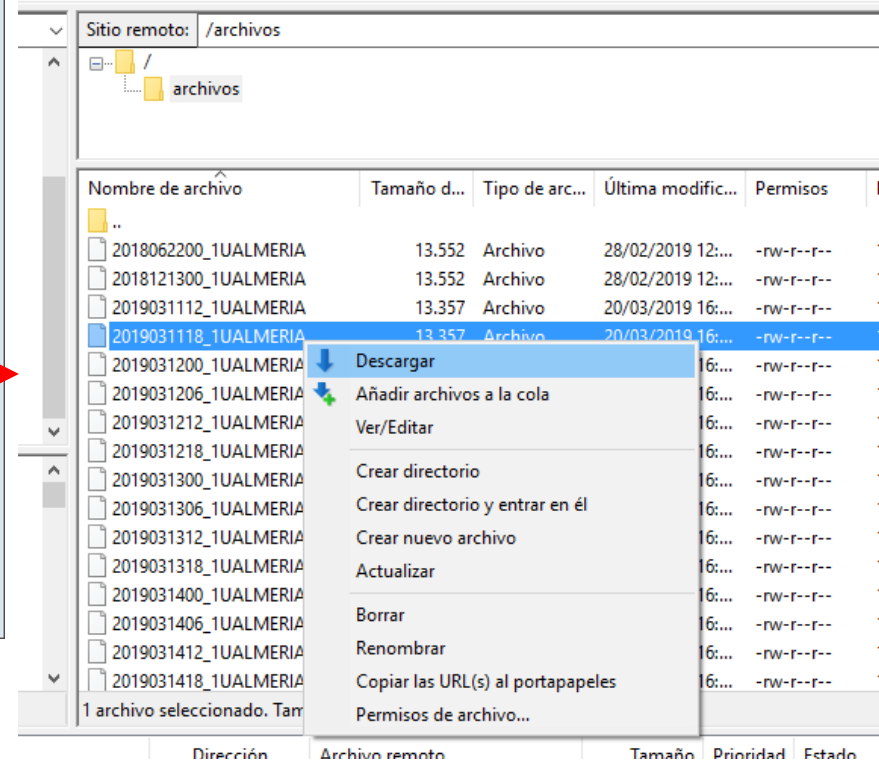 Sitio remoto: /archivos
/
archivos
Nombre de archivo Tamaño d... Tipo de arc... Última modific... Permisos
..
2018062200_1UALMERIA 13.552 Archivo 28/02/2019 12:... -rw-r--r--
2018121300_1UALMERIA 13.552 Archivo 28/02/2019 12:... -rw-r--r--
2019031112_1UALMERIA 13.357 Archivo 20/03/2019 16:... -rw-r--r--
2019031118_1UALMERIA 13.357 Archivo 20/03/2019 16:... -rw-r--r--
2019031200_1UALMERIA 16:... -rw-r--r--
2019031206_1UALMERIA 16:... -rw-r--r--
2019031212_1UALMERIA 16:... -rw-r--r--
2019031218_1UALMERIA 16:... -rw-r--r--
2019031300_1UALMERIA 16:... -rw-r--r--
2019031306_1UALMERIA 16:... -rw-r--r--
2019031312_1UALMERIA 16:... -rw-r--r--
2019031318_1UALMERIA 16:... -rw-r--r--
2019031400_1UALMERIA 16:... -rw-r--r--
2019031406_1UALMERIA 16:... -rw-r--r--
2019031412_1UALMERIA 16:... -rw-r--r--
2019031418_1UALMERIA 16:... -rw-r--r--
Descargar
Añadir archivos a la cola
Ver/Editar
Crear directorio
Crear directorio y entrar en él
Crear nuevo archivo
Actualizar
Borrar
Renombrar
Copiar las URL(s) al portapapeles
Permisos de archivo...
1 archivo seleccionado. Tam
Dirección Archivo remoto Tamaño Prioridad Estado